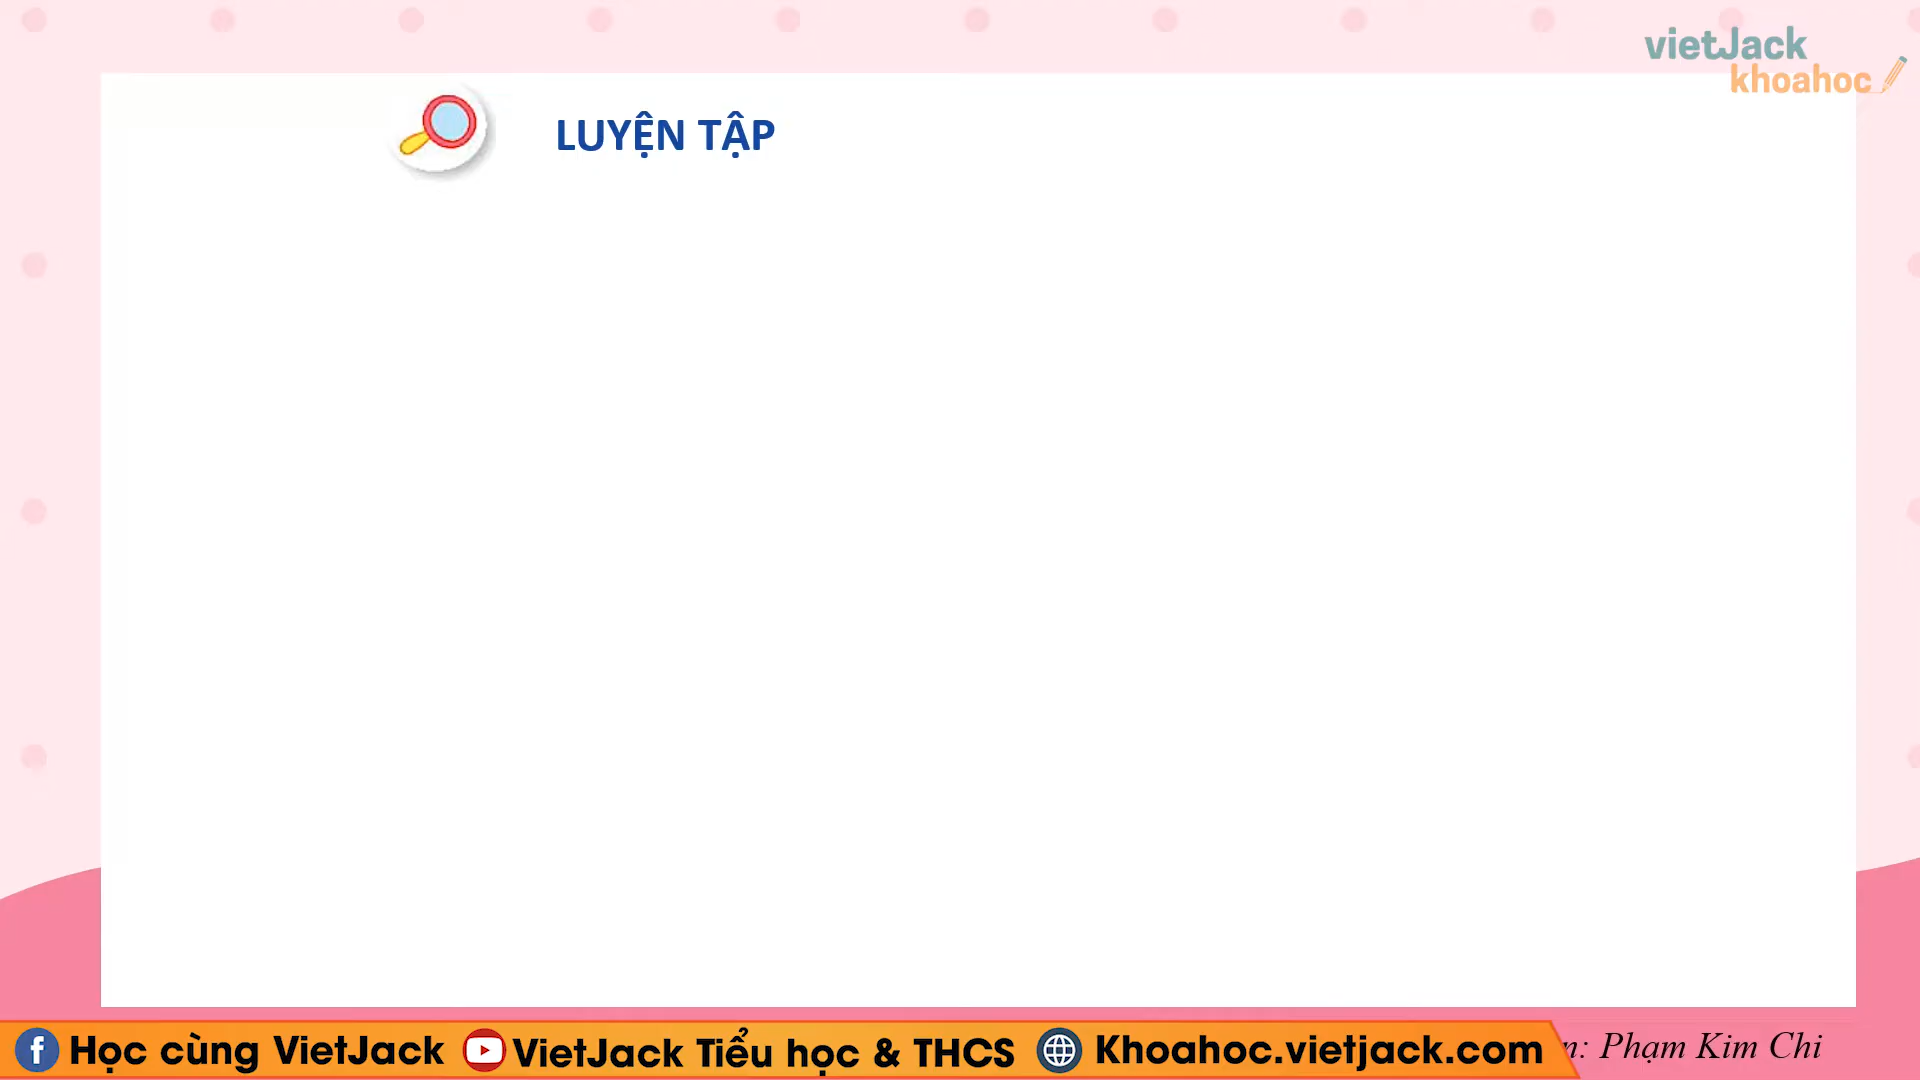 vietJack
khoahoc
LUYỆN TẬP
Học cùng VietJack
VietJack Tiểu học & THCS
Khoahoc.vietjack.com
: Phạm Kim Chi